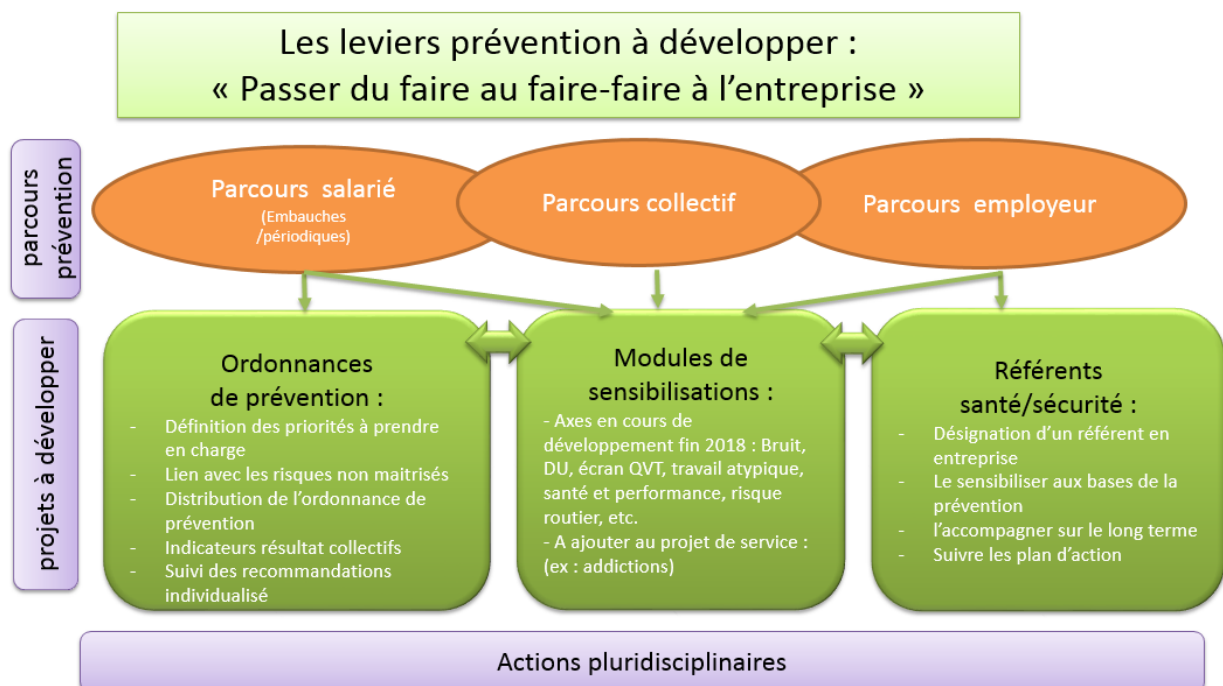 Les leviers prévention à développer :
« Passer du faire au faire-faire à l’entreprise »
parcours
prévention
Parcours salarié
(Embauches
/périodiques)
Parcours collectif
Parcours employeur
projets à développer
Ordonnances
de prévention :
- Définition des priorités à prendre
en charge
- Lien avec les risques non maitrisés
- Distribution de l’ordonnance de
prévention
- Indicateurs résultat collectifs
- Suivi des recommandations
individualisé
Modules de
sensibilisations :
- Axes en cours de
développement fin 2018 : Bruit,
DU, écran QVT, travail atypique,
santé et performance, risque
routier, etc.
- A ajouter au projet de service :
(ex : addictions)
Référents
santé/sécurité :
- Désignation d’un référent en
entreprise
- Le sensibiliser aux bases de la
prévention
- l’accompagner sur le long terme
- Suivre les plan d’action
Actions pluridisciplinaires